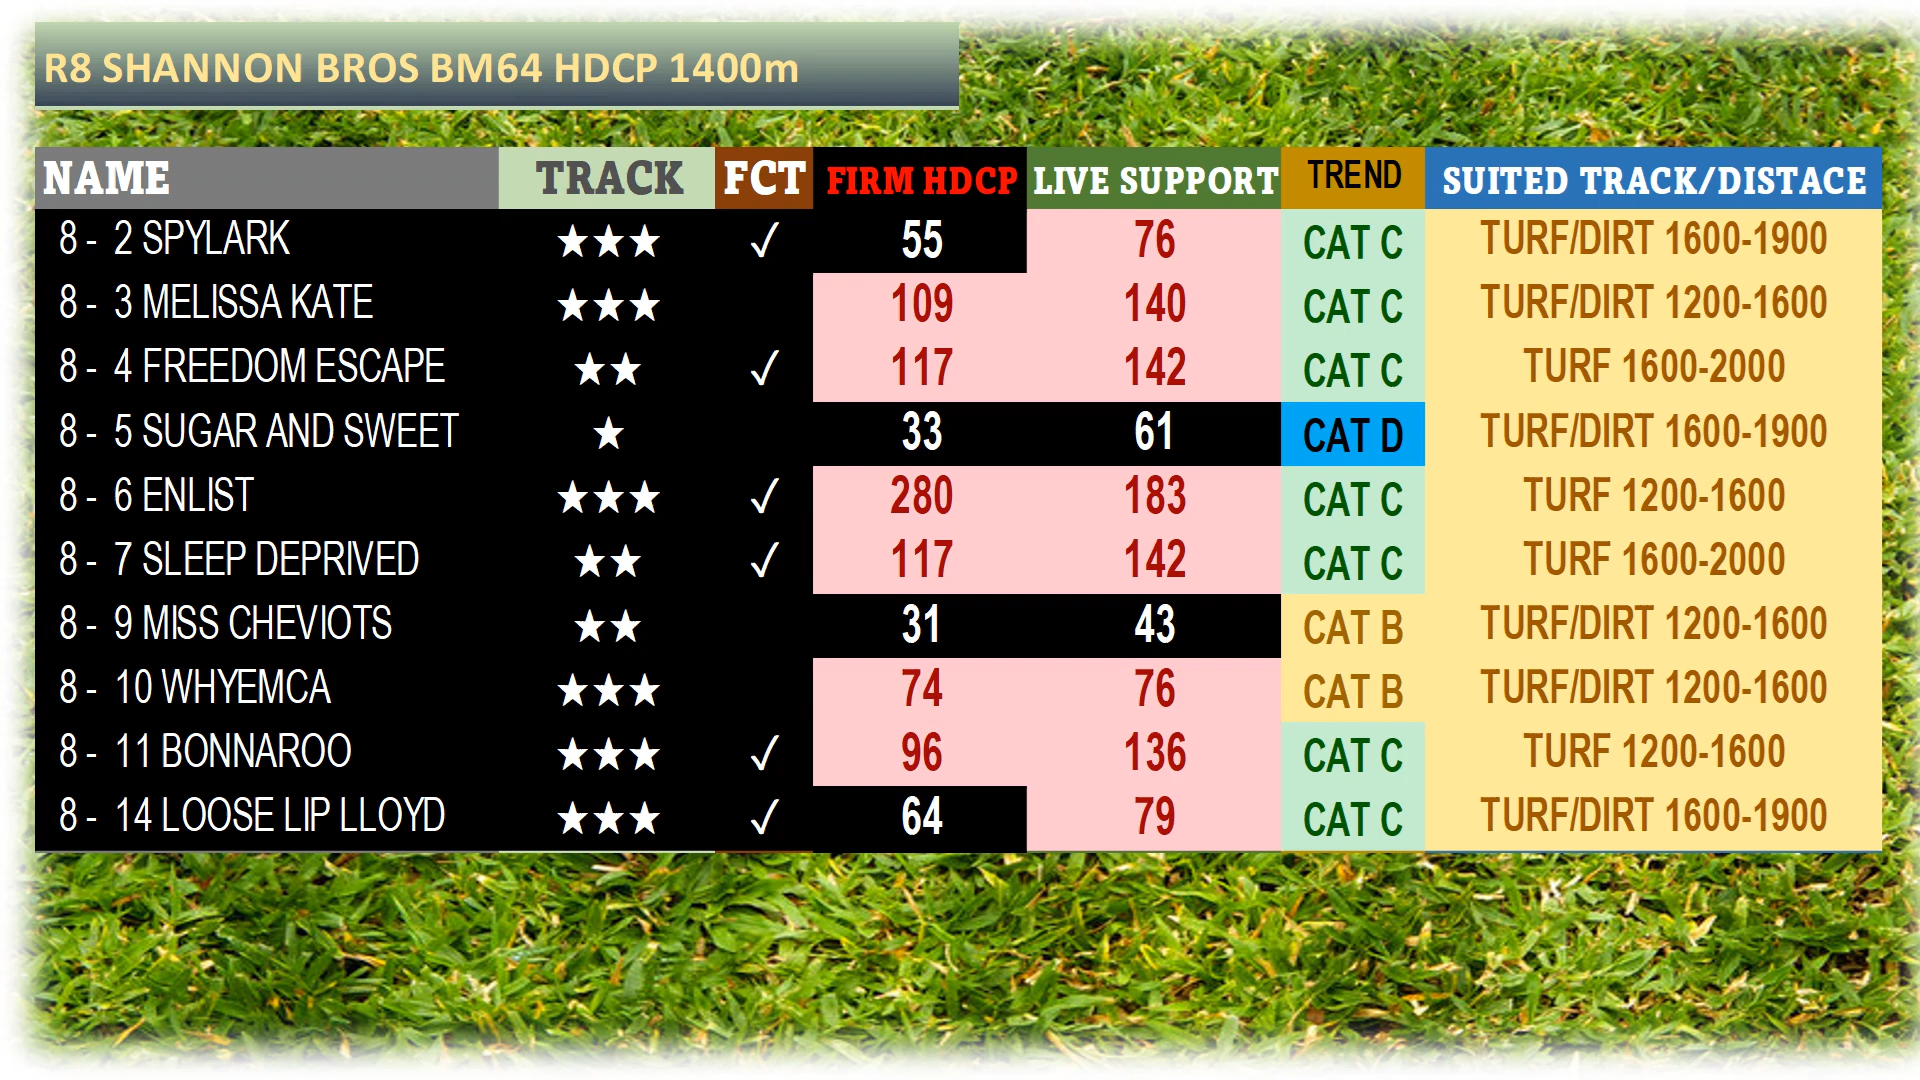 R8 SHANNON BROS BM64 HDCP 1400m
NAME TRACK FCT FIRM HDCP LIVE SUPPORT TREND SUITED TRACK/DISTACE
8 - 2 SPYLARK ★★★ ✓ 55 76 CAT C TURF/DIRT 1600-1900
8 - 3 MELISSA KATE ★★★ 109 140 CAT C TURF/DIRT 1200-1600
8 - 4 FREEDOM ESCAPE ★★ ✓ 117 142 CAT C TURF 1600-2000
8 - 5 SUGAR AND SWEET ★ 33 61 CAT D TURF/DIRT 1600-1900
8 - 6 ENLIST ★★★ ✓ 280 183 CAT C TURF 1200-1600
8 - 7 SLEEP DEPRIVED ★★ ✓ 117 142 CAT C TURF 1600-2000
8 - 9 MISS CHEVIOTS ★★ 31 43 CAT B TURF/DIRT 1200-1600
8 - 10 WHYEMCA ★★★ 74 76 CAT B TURF/DIRT 1200-1600
8 - 11 BONNAROO ★★★ ✓ 96 136 CAT C TURF 1200-1600
8 - 14 LOOSE LIP LLOYD ★★★ ✓ 64 79 CAT C TURF/DIRT 1600-1900